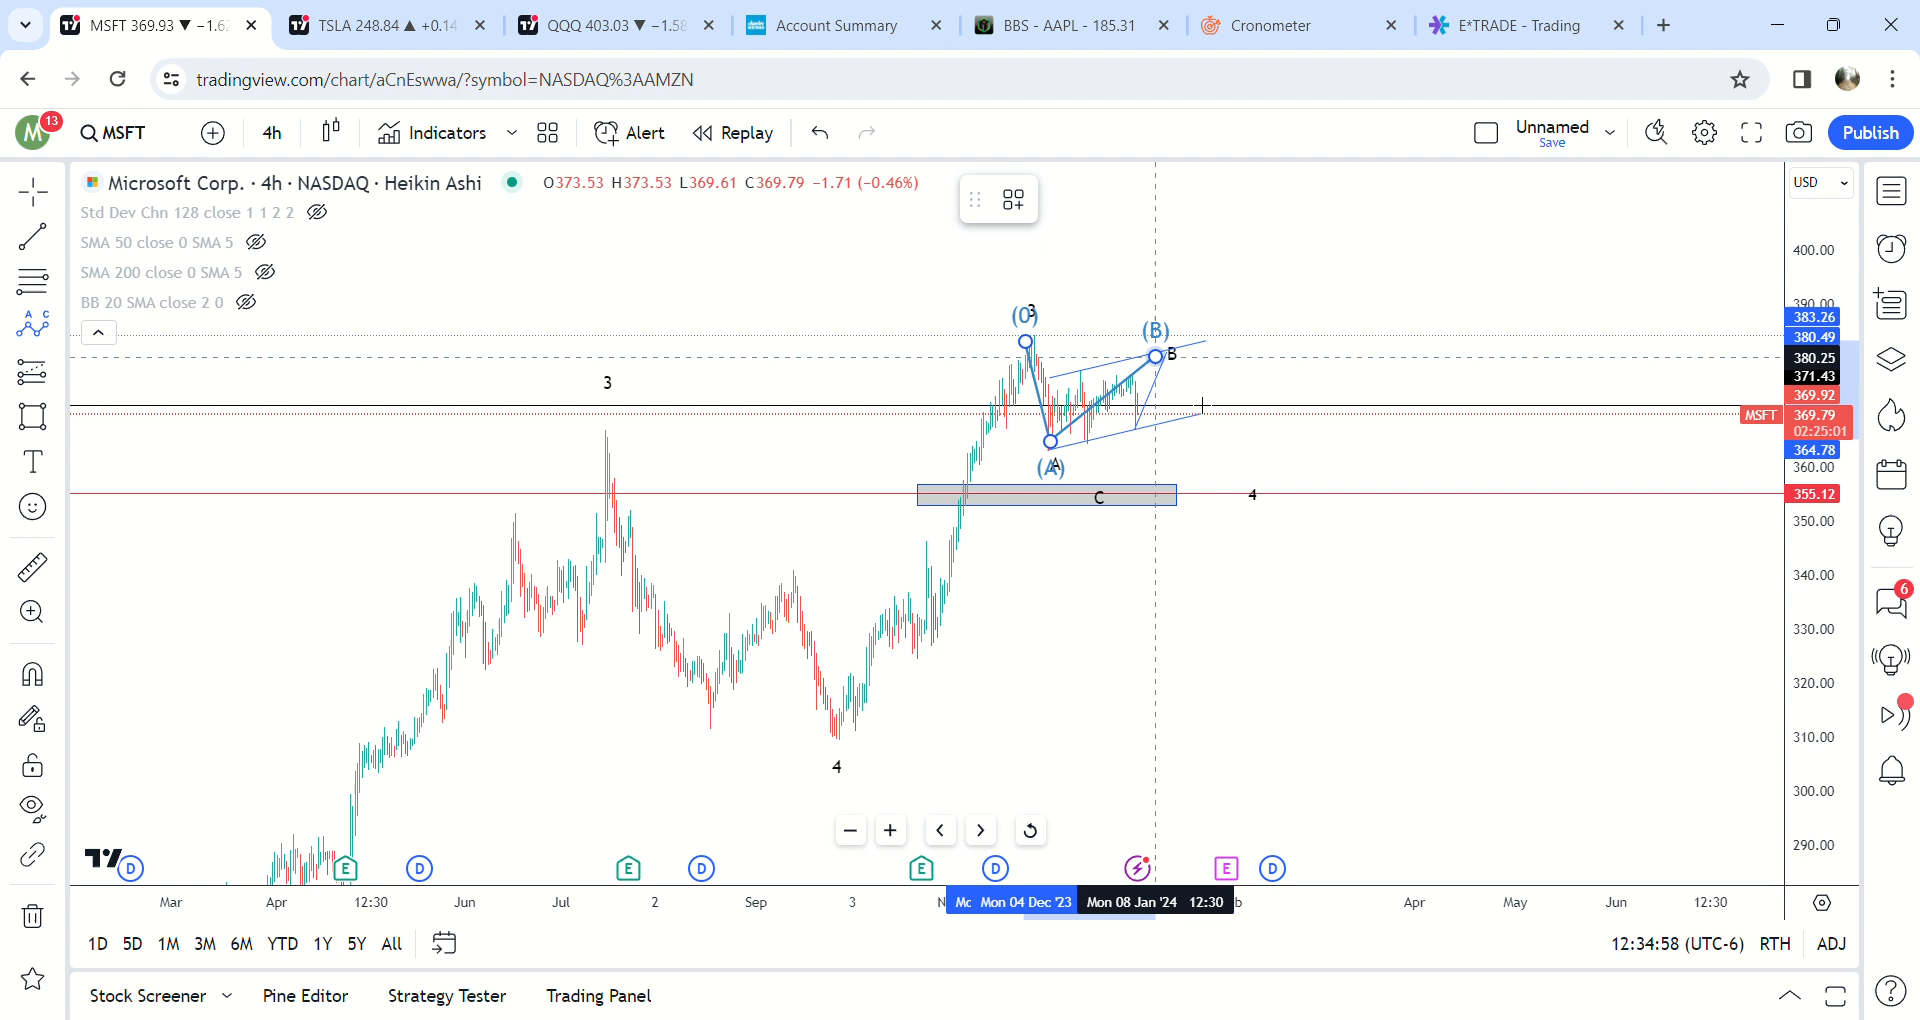 MSFT 369.93 ▼ −1.62
TSLA 248.84 ▲ +0.14
QQQ 403.03 ▼ −1.58
Account Summary
BBS - AAPL - 185.31
Cronometer
E*TRADE - Trading
tradingview.com/chart/aCnEswwa/?symbol=NASDAQ%3AAMZN
M 13
MSFT
4h
Indicators
Alert
Replay
Unnamed
Save
Publish
Microsoft Corp. · 4h · NASDAQ · Heikin Ashi
O373.53 H373.53 L369.61 C369.79 −1.71 (−0.46%)
USD
Std Dev Chn 128 close 1 1 2 2
SMA 50 close 0 SMA 5
SMA 200 close 0 SMA 5
BB 20 SMA close 2 0
A C
400.00
390.00
383.26
380.49
380.25
371.43
369.92
MSFT 369.79
02:25:01
364.78
360.00
355.12
350.00
340.00
330.00
320.00
310.00
300.00
290.00
3
(0)
3
(B)
B
(A)
A
C
4
4
6
D E D E D E D E D
Mar Apr 12:30 Jun Jul 2 Sep 3 N Mc Mon 04 Dec '23 Mon 08 Jan '24 12:30 b Apr May Jun 12:30
1D 5D 1M 3M 6M YTD 1Y 5Y All
12:34:58 (UTC-6) RTH ADJ
Stock Screener Pine Editor Strategy Tester Trading Panel